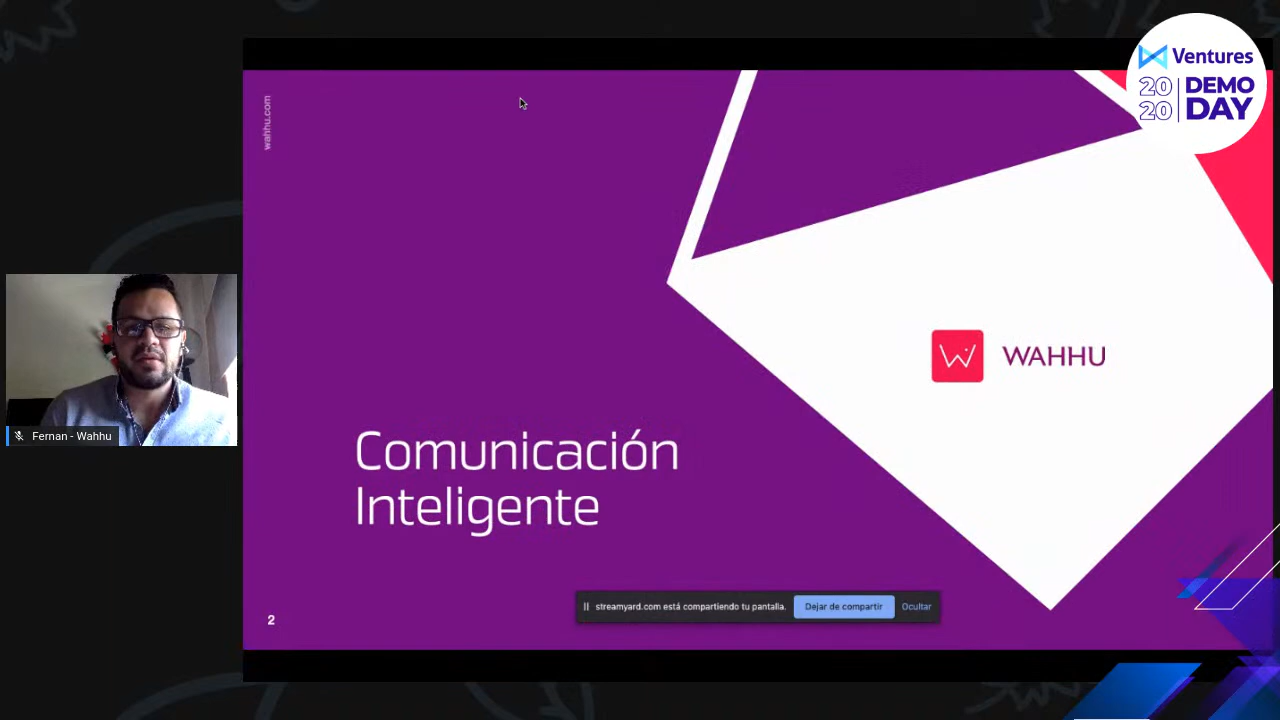 wahhu.com
Ventures
20 20 DEMO DAY
WAHHU
Fernan - Wahhu
Comunicación
Inteligente
streamyard.com está compartiendo tu pantalla. Dejar de compartir Ocultar
2